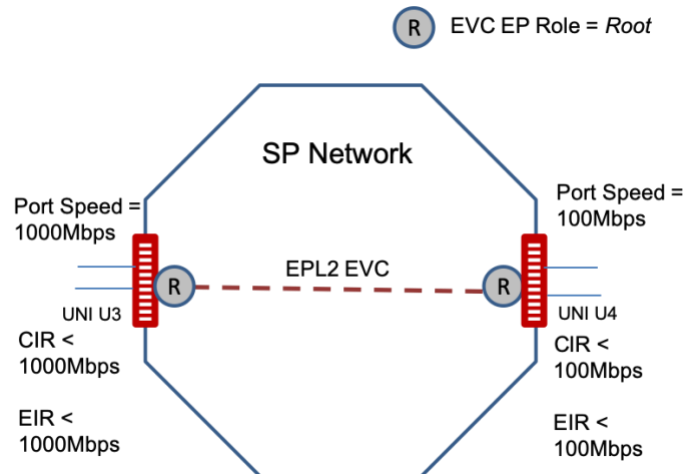 R EVC EP Role = Root
SP Network
Port Speed =
1000Mbps
Port Speed =
100Mbps
EPL2 EVC
R
R
UNI U3
UNI U4
CIR <
1000Mbps
CIR <
100Mbps
EIR <
1000Mbps
EIR <
100Mbps